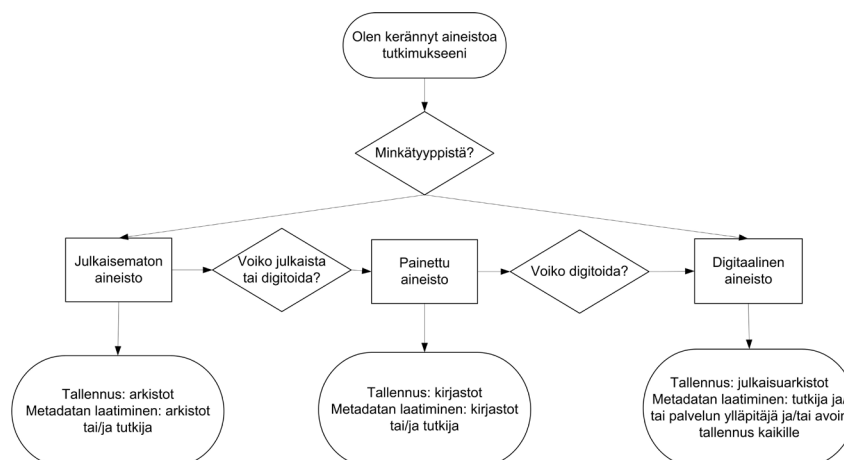 Olen kerännyt aineistoa
tutkimukseeni
Minkätyyppistä?
Julkaisematon
aineisto
Voiko julkaista
tai digitoida?
Painettu
aineisto
Voiko digitoida?
Digitaalinen
aineisto
Tallennus: arkistot
Metadatan laatiminen: arkistot
tai/ja tutkija
Tallennus: kirjastot
Metadatan laatiminen: kirjastot
tai/ja tutkija
Tallennus: julkaisuarkistot
Metadatan laatiminen: tutkija ja/
tai palvelun ylläpitäjä ja/tai avoin
tallennus kaikille